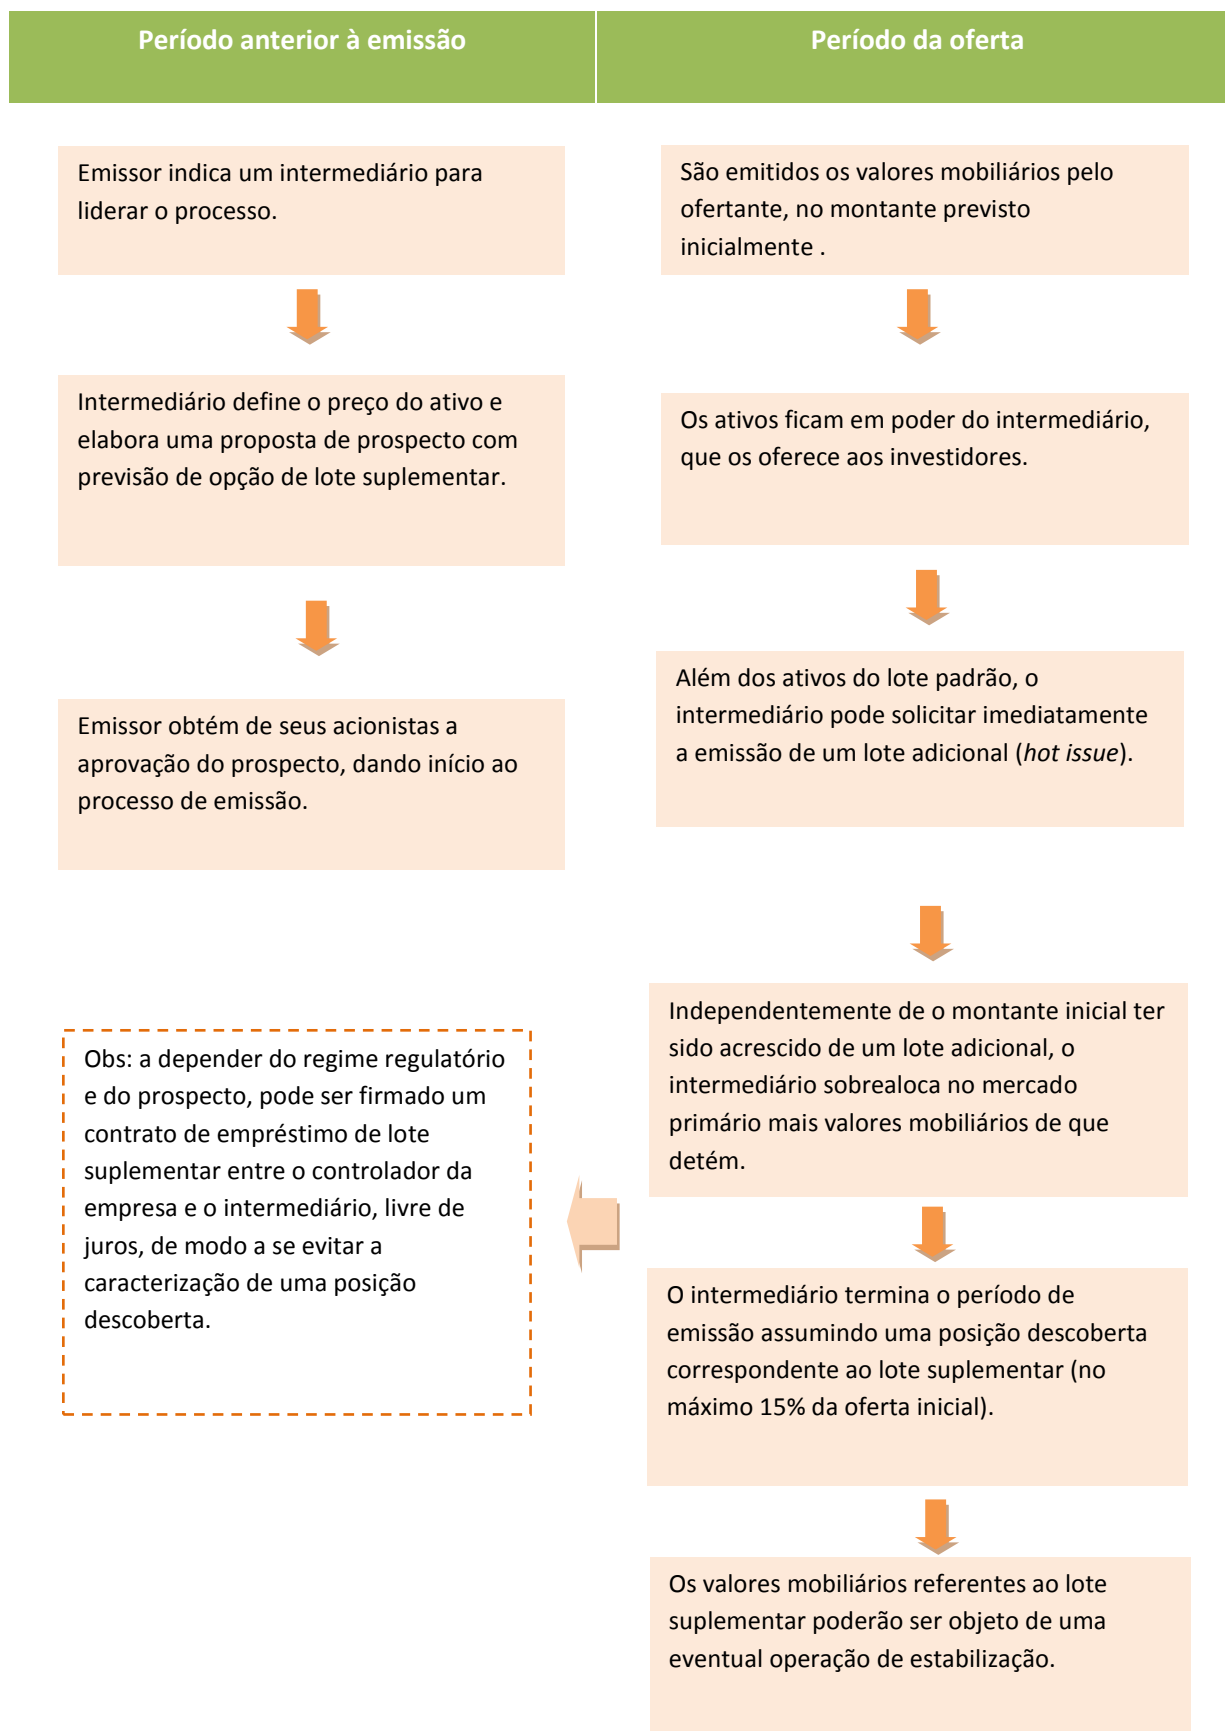 Período anterior à emissão
Emissor indica um intermediário para
liderar o processo.
Intermediário define o preço do ativo e
elabora uma proposta de prospecto com
previsão de opção de lote suplementar.
Emissor obtém de seus acionistas a
aprovação do prospecto, dando início ao
processo de emissão.
Período da oferta
São emitidos os valores mobiliários pelo
ofertante, no montante previsto
inicialmente .
Os ativos ficam em poder do intermediário,
que os oferece aos investidores.
Além dos ativos do lote padrão, o
intermediário pode solicitar imediatamente
a emissão de um lote adicional (hot issue).
Independentemente de o montante inicial ter
sido acrescido de um lote adicional, o
intermediário sobrealoca no mercado
primário mais valores mobiliários de que
detém.
Obs: a depender do regime regulatório
e do prospecto, pode ser firmado um
contrato de empréstimo de lote
suplementar entre o controlador da
empresa e o intermediário, livre de
juros, de modo a se evitar a
caracterização de uma posição
descoberta.
O intermediário termina o período de
emissão assumindo uma posição descoberta
correspondente ao lote suplementar (no
máximo 15% da oferta inicial).
Os valores mobiliários referentes ao lote
suplementar poderão ser objeto de uma
eventual operação de estabilização.